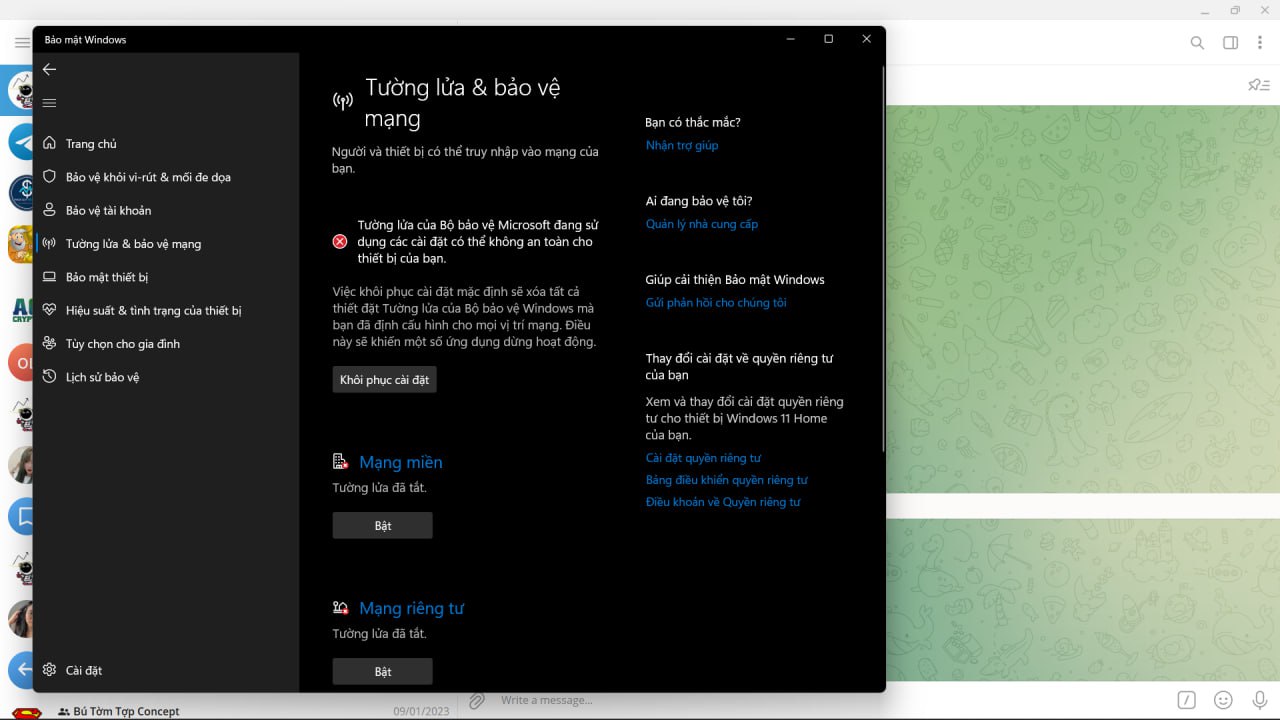 Bảo mật Windows
Trang chủ
Bảo vệ khỏi vi-rút & mối đe dọa
Bảo vệ tài khoản
Tường lửa & bảo vệ mạng
Bảo mật thiết bị
Hiệu suất & tình trạng của thiết bị
Tùy chọn cho gia đình
Lịch sử bảo vệ
Cài đặt
Tường lửa & bảo vệ
mạng
Người và thiết bị có thể truy nhập vào mạng của
bạn.
Tường lửa của Bộ bảo vệ Microsoft đang sử
dụng các cài đặt có thể không an toàn cho
thiết bị của bạn.
Việc khôi phục cài đặt mặc định sẽ xóa tất cả
thiết đặt Tường lửa của Bộ bảo vệ Windows mà
bạn đã định cấu hình cho mọi vị trí mạng. Điều
này sẽ khiến một số ứng dụng dừng hoạt động.
Khôi phục cài đặt
Mạng miền
Tường lửa đã tắt.
Bật
Mạng riêng tư
Tường lửa đã tắt.
Bật
Bạn có thắc mắc?
Nhận trợ giúp
Ai đang bảo vệ tôi?
Quản lý nhà cung cấp
Giúp cải thiện Bảo mật Windows
Gửi phản hồi cho chúng tôi
Thay đổi cài đặt về quyền riêng tư
của bạn
Xem và thay đổi cài đặt quyền riêng
tư cho thiết bị Windows 11 Home
của bạn.
Cài đặt quyền riêng tư
Bảng điều khiển quyền riêng tư
Điều khoản về Quyền riêng tư
Bú Tờm Tợp Concept
09/01/2023
Write a message...